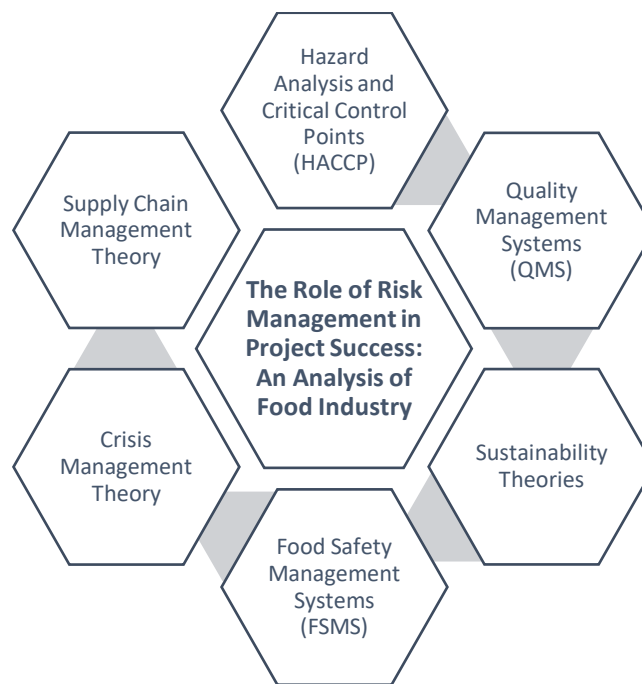 Hazard
Analysis and
Critical Control
Points
(HACCP)
Quality
Management
Systems
(QMS)
Sustainability
Theories
Food Safety
Management
Systems
(FSMS)
Crisis
Management
Theory
Supply Chain
Management
Theory
The Role of Risk
Management in
Project Success:
An Analysis of
Food Industry